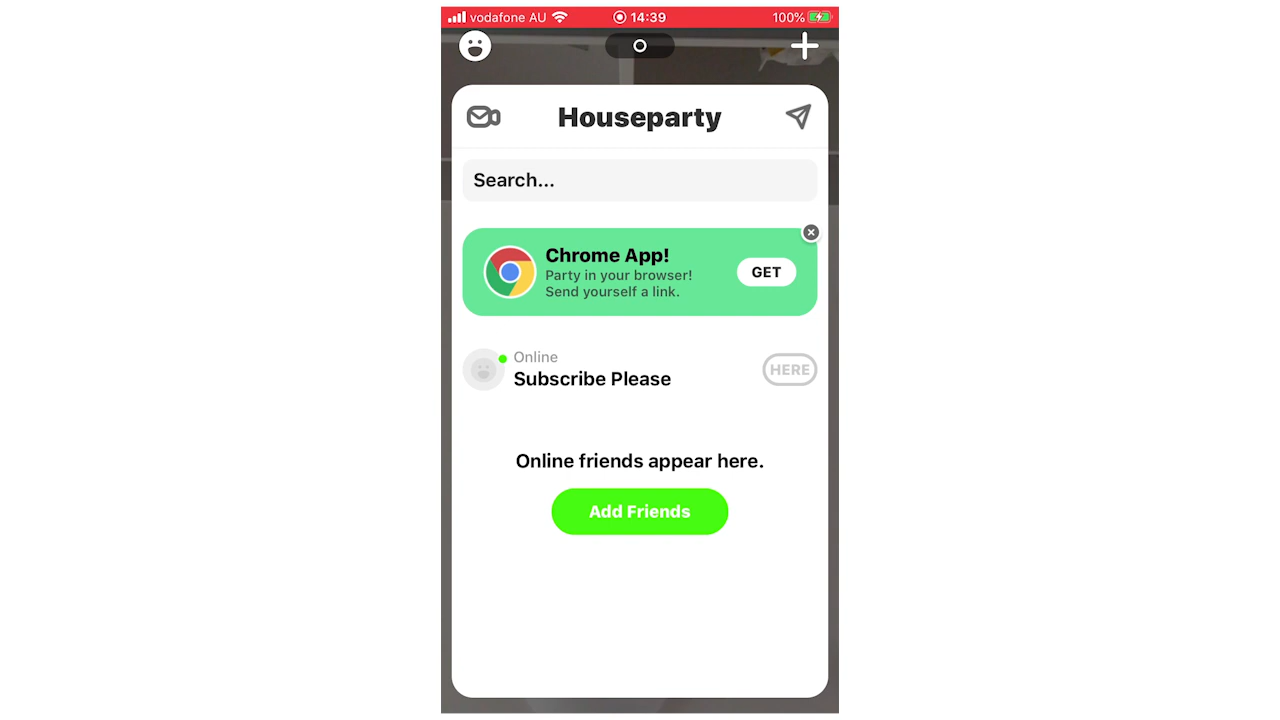 vodafone AU 14:39 100%
Houseparty
Search...
Chrome App!
Party in your browser!
Send yourself a link.
GET
Online
Subscribe Please
HERE
Online friends appear here.
Add Friends